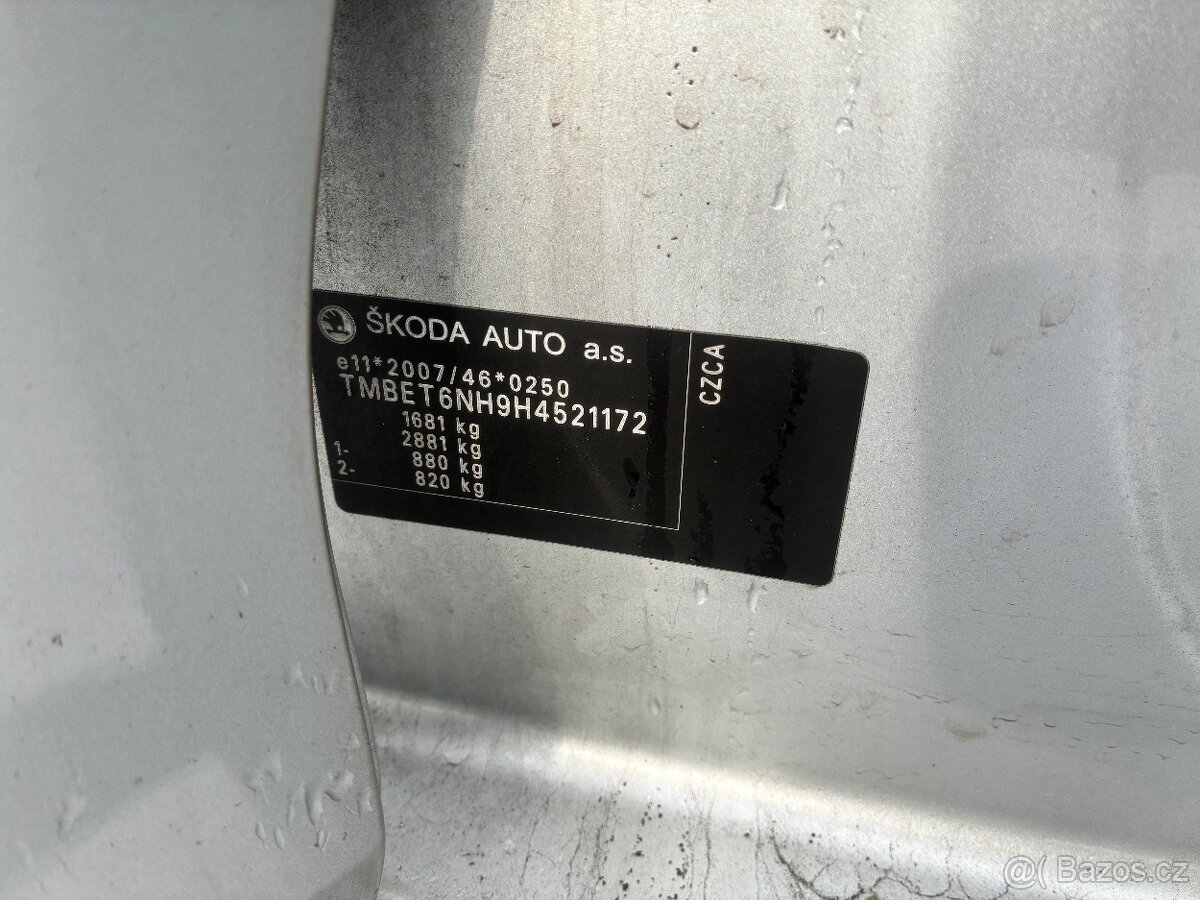 ŠKODA AUTO a.s.
e11*2007/46*0250
TMBET6NH9H4521172
1681 kg
2881 kg
1- 880 kg
2- 820 kg
CZCA
@( Bazos.cz